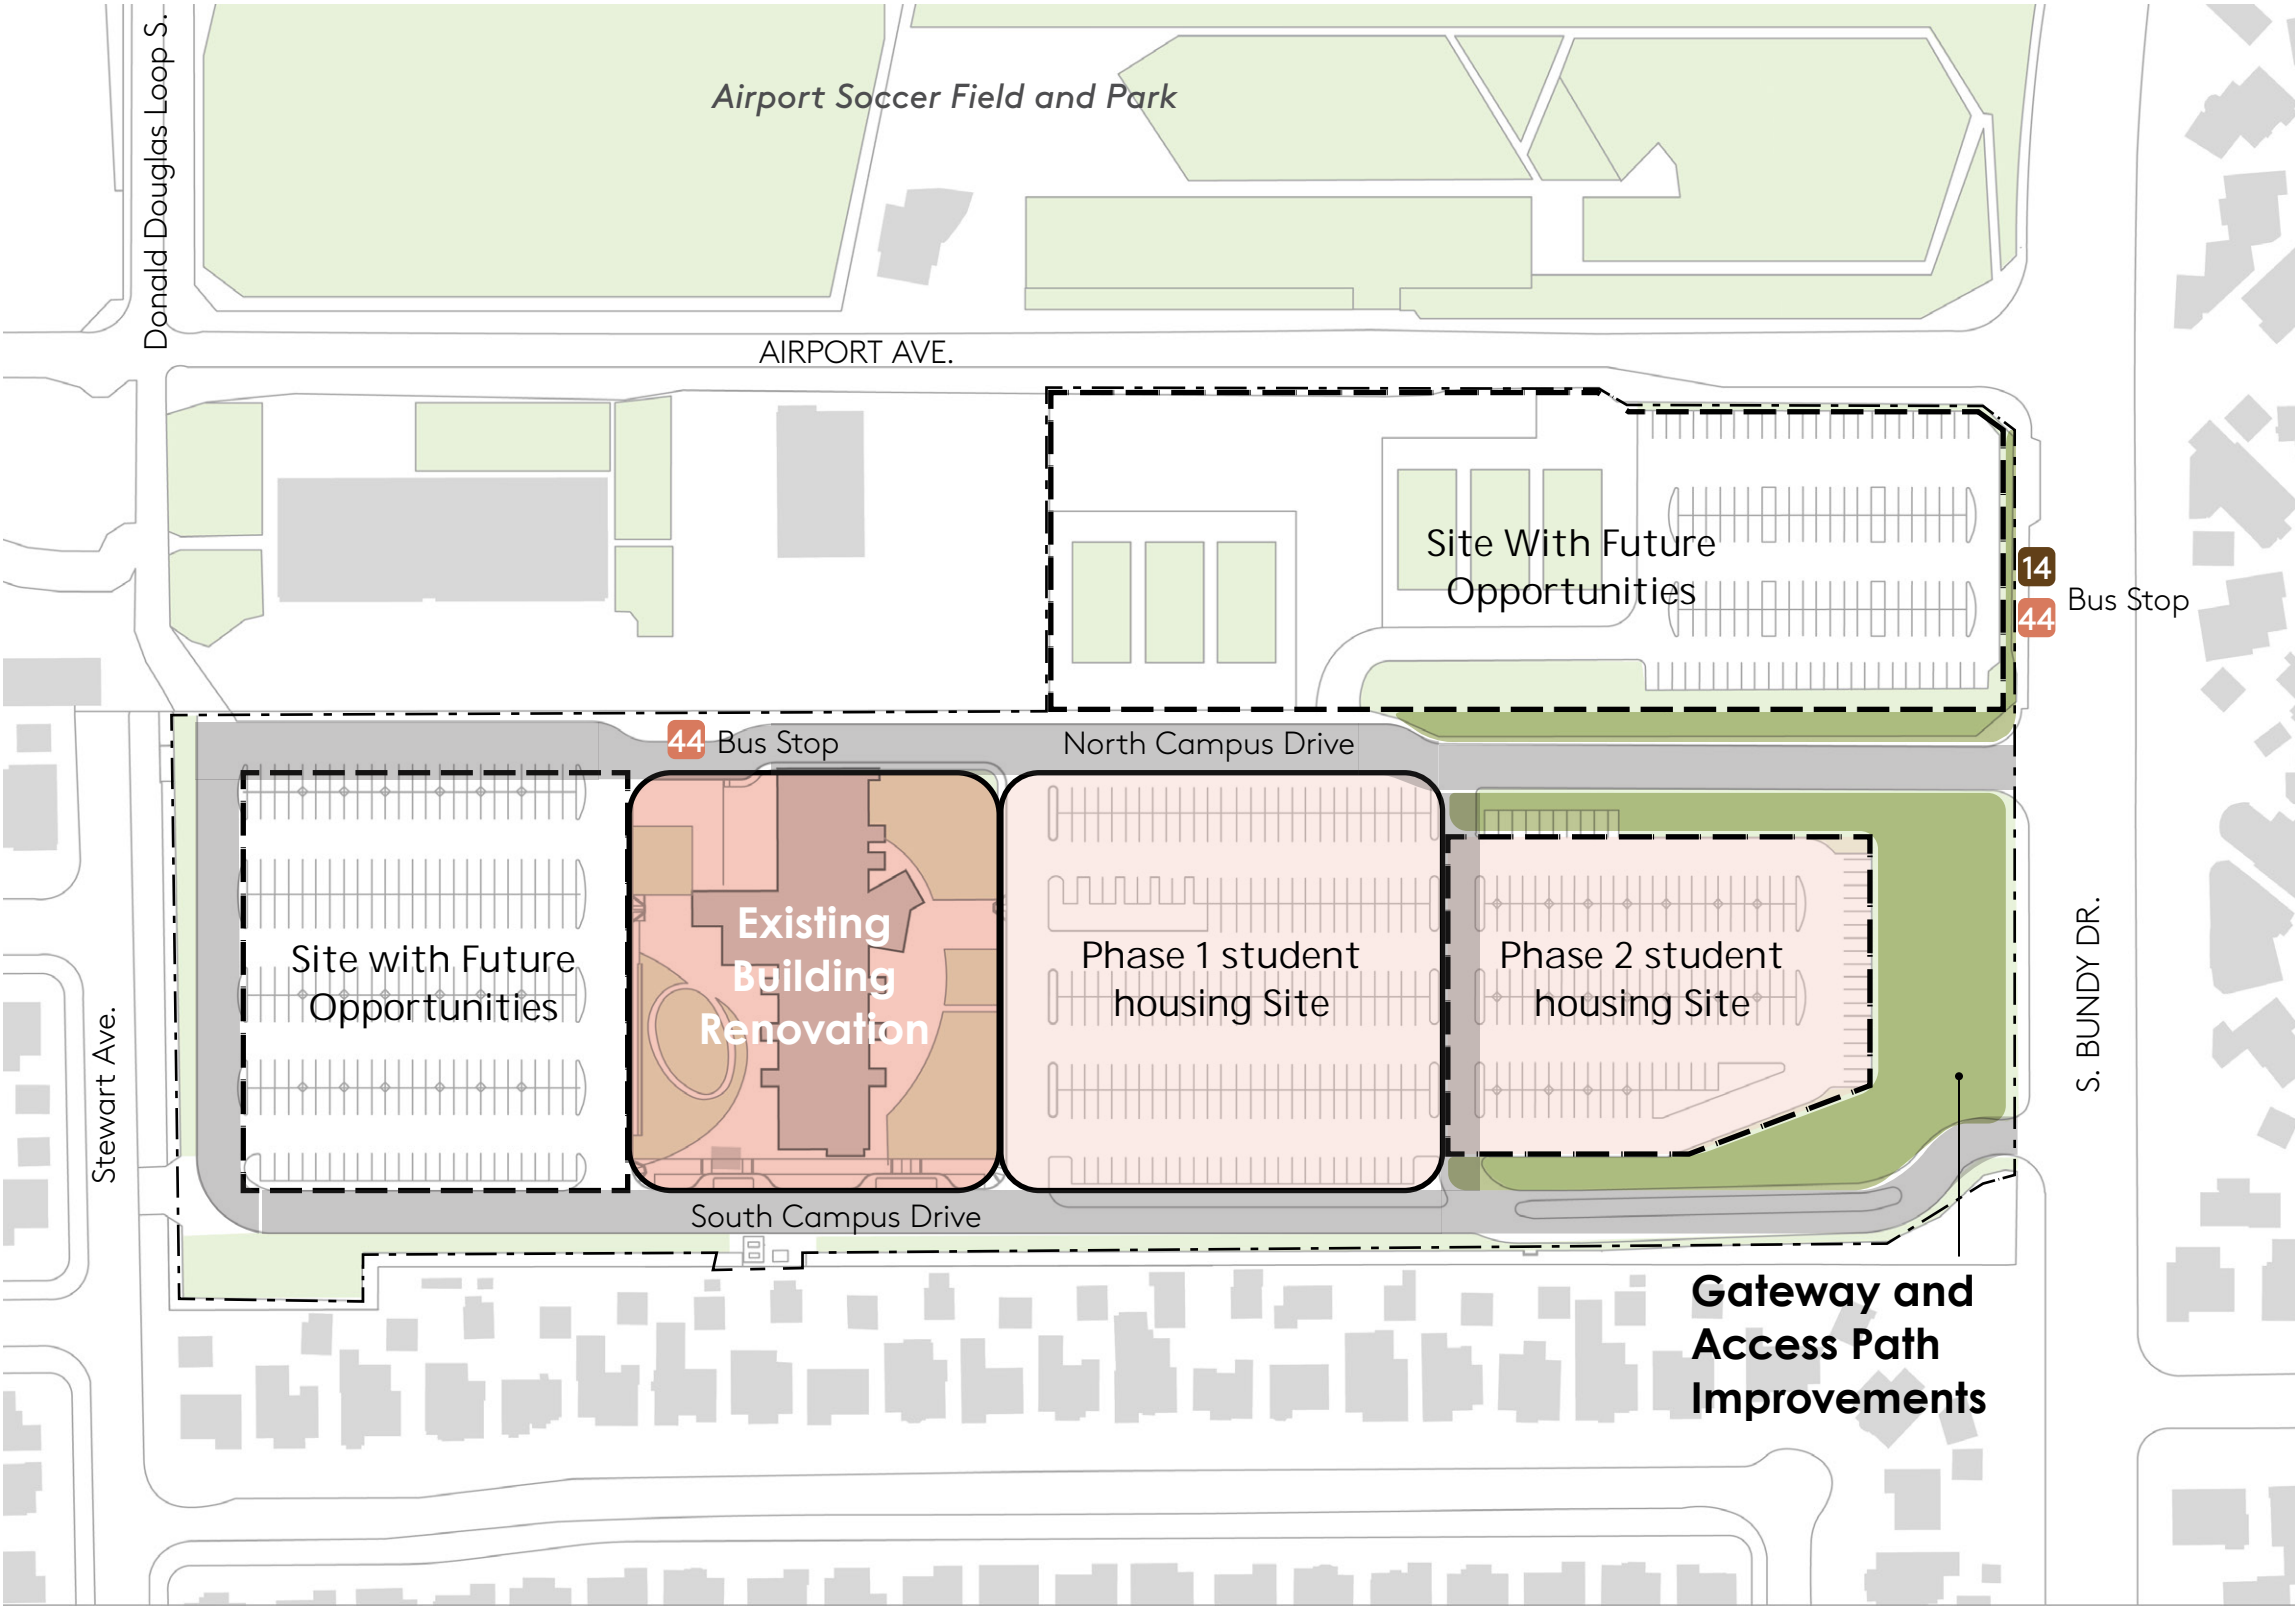 Donald Douglas Loop S.
Airport Soccer Field and Park
AIRPORT AVE.
Site With Future
Opportunities
14
44
Bus Stop
44 Bus Stop
North Campus Drive
Existing
Building
Renovation
Site with Future
Opportunities
Phase 1 student
housing Site
Phase 2 student
housing Site
Stewart Ave.
S. BUNDY DR.
South Campus Drive
Gateway and
Access Path
Improvements